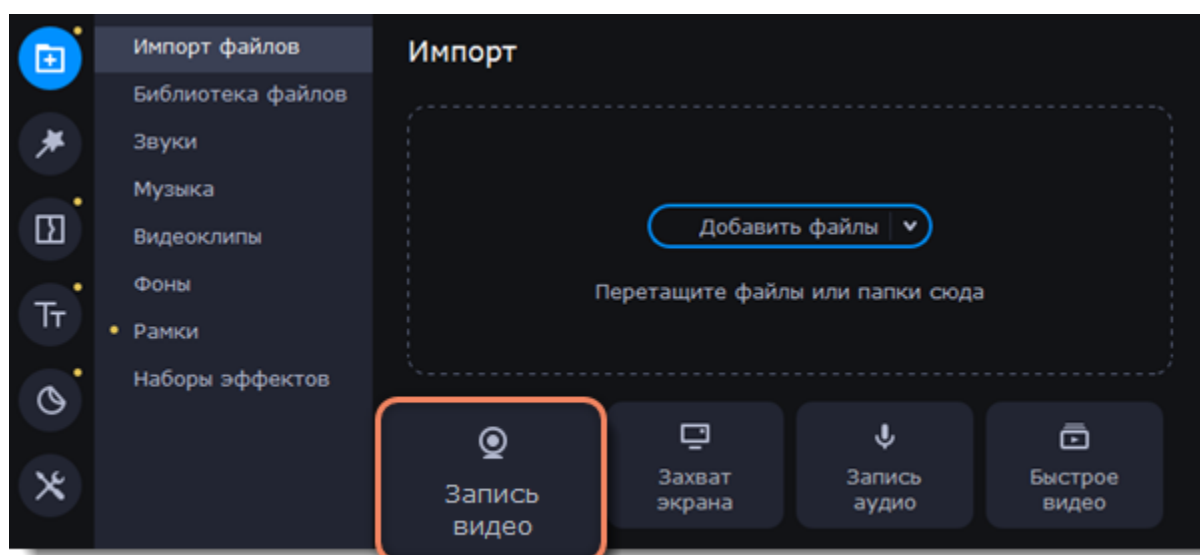 Импорт файлов
Библиотека файлов
Звуки
Музыка
Видеоклипы
Фоны
Рамки
Наборы эффектов
Импорт
Добавить файлы
Перетащите файлы или папки сюда
Запись
видео
Захват
экрана
Запись
аудио
Быстрое
видео
Тт